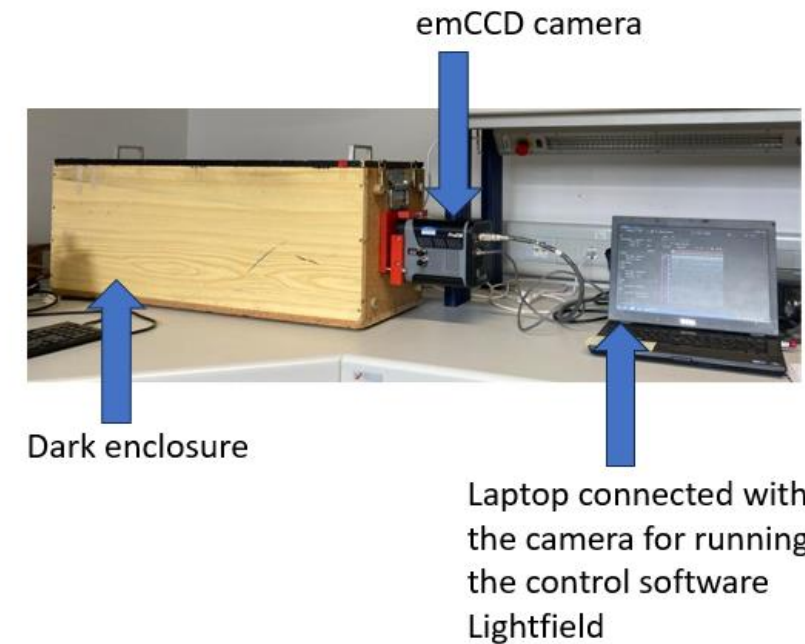 emCCD camera
Dark enclosure
Laptop connected with
the camera for running
the control software
Lightfield